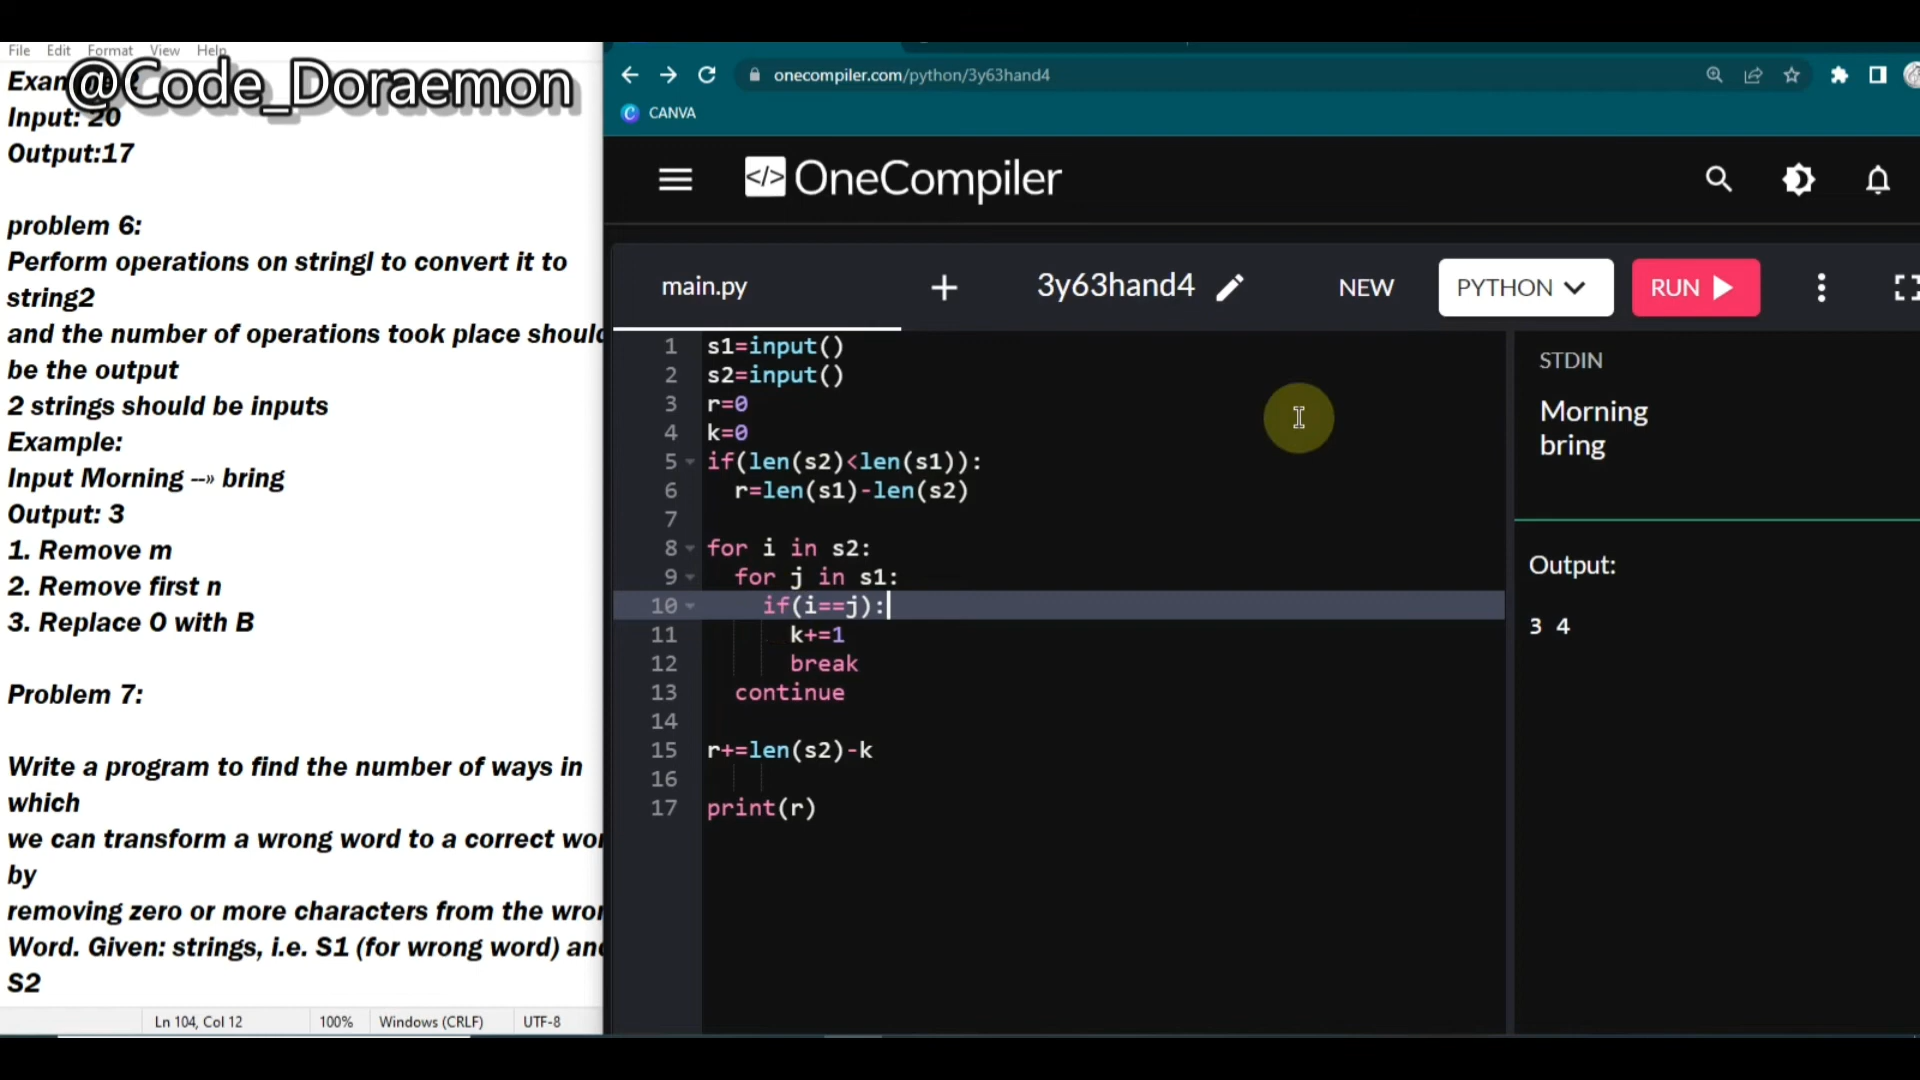 File Edit Format View Help
@Code_Doraemon
Input: 20
Output:17
problem 6:
Perform operations on stringl to convert it to
string2
and the number of operations took place should
be the output
2 strings should be inputs
Example:
Input Morning --» bring
Output: 3
1. Remove m
2. Remove first n
3. Replace O with B
Problem 7:
Write a program to find the number of ways in
which
we can transform a wrong word to a correct wor
by
removing zero or more characters from the wron
Word. Given: strings, i.e. S1 (for wrong word) and
S2
Ln 104, Col 12 100% Windows (CRLF) UTF-8
onecompiler.com/python/3y63hand4
C CANVA
</> OneCompiler
main.py + 3y63hand4 NEW PYTHON RUN
1 s1=input()
2 s2=input()
3 r=0
4 k=0
5 if(len(s2)<len(s1)):
6 r=len(s1)-len(s2)
7
8 for i in s2:
9 for j in s1:
10 if(i==j):
11 k+=1
12 break
13 continue
14
15 r+=len(s2)-k
16
17 print(r)
STDIN
Morning
bring
Output:
3 4